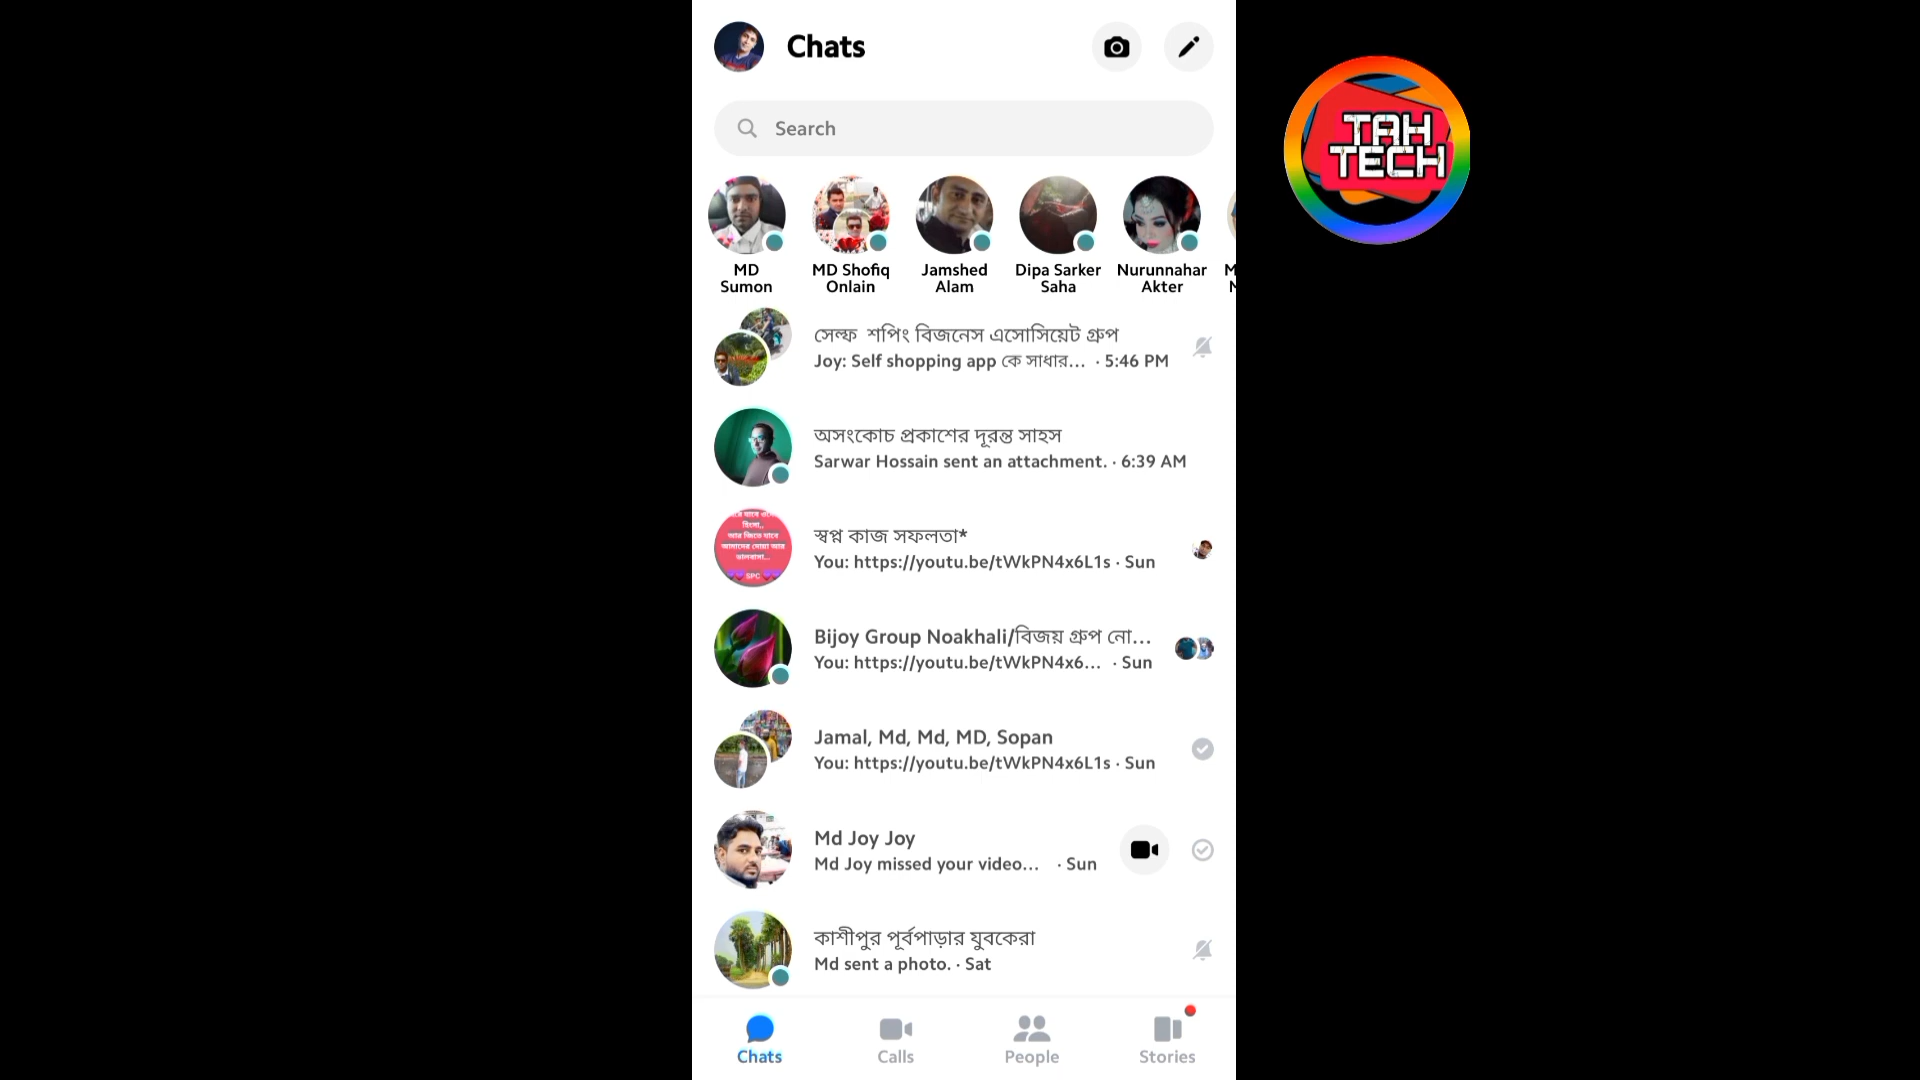 Chats
TAH
TECH
Search
MD
Sumon
MD Shofiq
Onlain
Jamshed
Alam
Dipa Sarker
Saha
Nurunnahar
Akter
সেল্ফ শপিং বিজনেস এসোসিয়েট গ্রুপ
Joy: Self shopping app কে সাধার... · 5:46 PM
অসংকোচ প্রকাশের দূরন্ত সাহস
Sarwar Hossain sent an attachment. · 6:39 AM
স্বপ্ন কাজ সফলতা*
You: https://youtu.be/tWkPN4x6L1s · Sun
SPC
Bijoy Group Noakhali/বিজয় গ্রুপ নো...
You: https://youtu.be/tWkPN4x6... · Sun
Jamal, Md, Md, MD, Sopan
You: https://youtu.be/tWkPN4x6L1s · Sun
Md Joy Joy
Md Joy missed your video... · Sun
কাশীপুর পূর্বপাড়ার যুবকেরা
Md sent a photo. · Sat
Chats
Calls
People
Stories